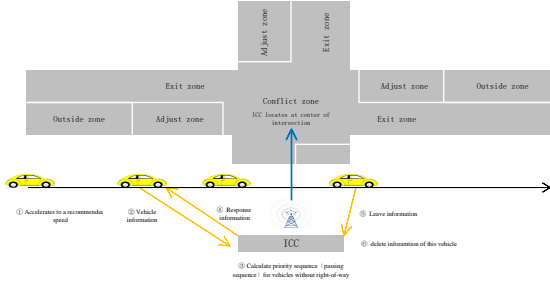 Adjust zone
Exit zone
Exit zone
Adjust zone
Outside zone
Conflict zone
ICC locates at center of
intersection
Outside zone
Adjust zone
Exit zone
① Accelerates to a recommende
speed
② Vehicle
information
④ Response
information
⑤ Leave information
ICC
⑥ delete inforamtion of this vehicle
③ Calculate priority sequence（passing
sequence）for vehicles without right-of-way